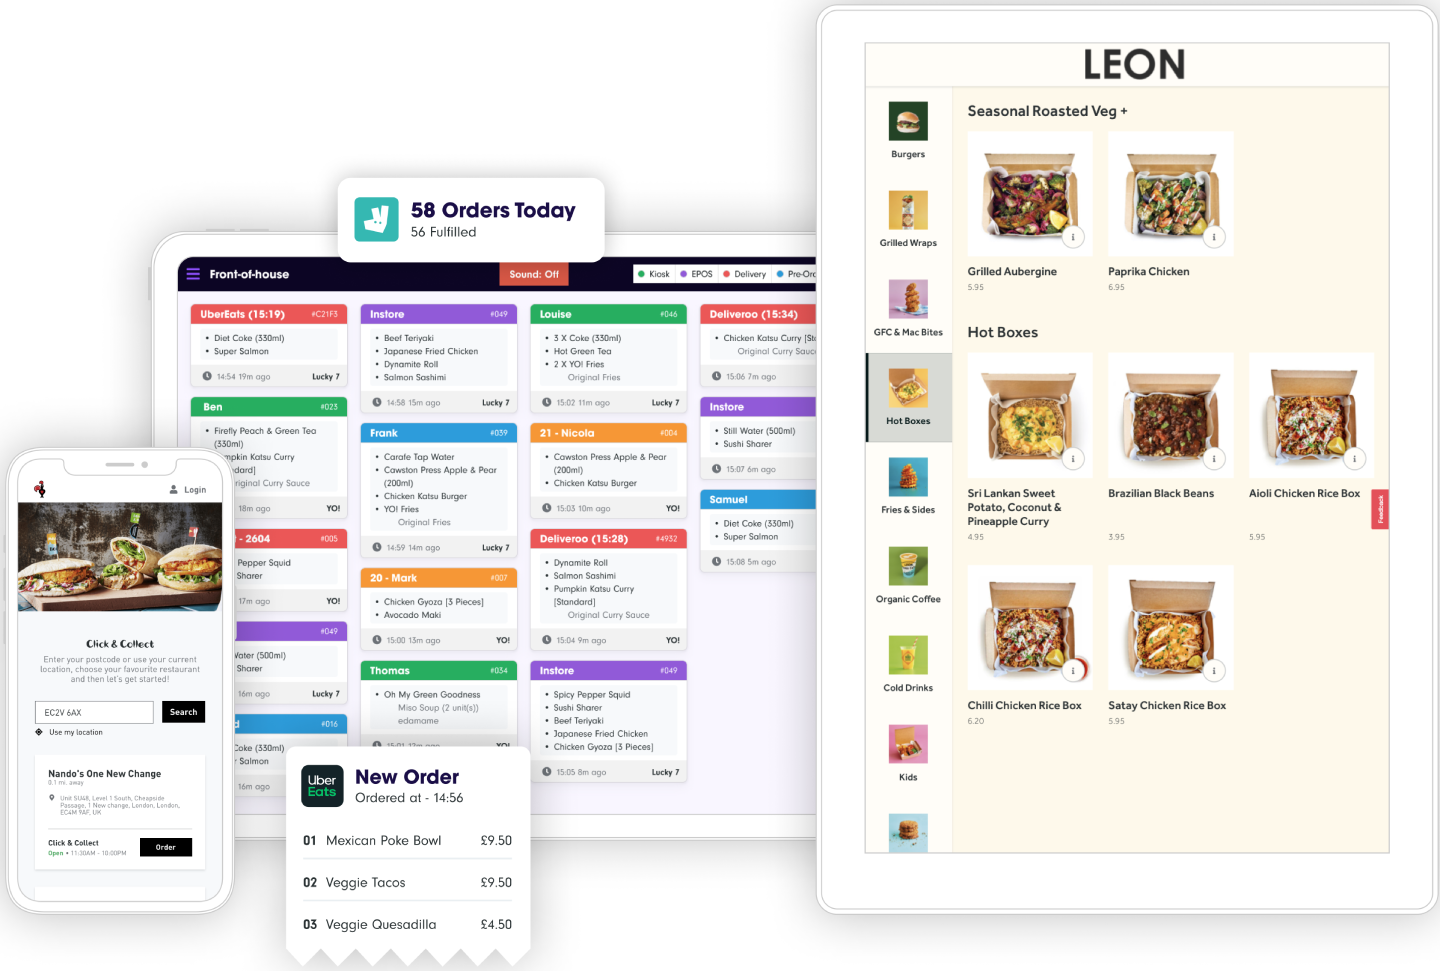 LEON
Burgers
Grilled Wraps
GFC & Mac Bites
Hot Boxes
Fries & Sides
Organic Coffee
Cold Drinks
Kids
Seasonal Roasted Veg +
Grilled Aubergine
5.95
Paprika Chicken
6.95
Hot Boxes
Sri Lankan Sweet
Potato, Coconut &
Pineapple Curry
4.95
Brazilian Black Beans
3.95
Aioli Chicken Rice Box
5.95
Chilli Chicken Rice Box
6.20
Satay Chicken Rice Box
5.95
Feedback
58 Orders Today
56 Fulfilled
Front-of-house
Sound: Off
Kiosk
EPOS
Delivery
Pre-Orc
UberEats (15:19) #C21F3
Diet Coke (330ml)
Super Salmon
14:54 19m ago Lucky 7
Ben #023
Firefly Peach & Green Tea
(330ml)
mpkin Katsu Curry
andard]
riginal Curry Sauce
18m ago YO!
- 2604 #005
Pepper Squid
Sharer
17m ago YO!
#049
ater (500ml)
Sharer
16m ago Lucky 7
d #016
Coke (330ml)
r Salmon
16m ago
Instore #049
Beef Teriyaki
Japanese Fried Chicken
Dynamite Roll
Salmon Sashimi
14:58 15m ago Lucky 7
Frank #039
Carafe Tap Water
Cawston Press Apple & Pear
(200ml)
Chicken Katsu Burger
YO! Fries
Original Fries
14:59 14m ago Lucky 7
20 - Mark #007
Chicken Gyoza [3 Pieces]
Avocado Maki
15:00 13m ago YO!
Thomas #034
Oh My Green Goodness
Miso Soup (2 unit(s))
edamame
15:01 12m ago YO!
Louise #046
3 X Coke (330ml)
Hot Green Tea
2 X YO! Fries
Original Fries
15:02 11m ago Lucky 7
21 - Nicola #004
Cawston Press Apple & Pear
(200ml)
Chicken Katsu Burger
15:03 10m ago YO!
Deliveroo (15:28) #4932
Dynamite Roll
Salmon Sashimi
Pumpkin Katsu Curry
[Standard]
Original Curry Sauce
15:04 9m ago YO!
Instore #049
Spicy Pepper Squid
Sushi Sharer
Beef Teriyaki
Japanese Fried Chicken
Chicken Gyoza [3 Pieces]
15:05 8m ago Lucky 7
Deliveroo (15:34)
Chicken Katsu Curry [Sta
Original Curry Sauc
15:06 7m ago
Instore
Still Water (500ml)
Sushi Sharer
15:07 6m ago
Samuel
Diet Coke (330ml)
Super Salmon
15:08 5m ago
Login
Click & Collect
Enter your postcode or use your current
location, choose your favourite restaurant
and then let's get started!
EC2V 6AX
Search
Use my location
Nando's One New Change
0.1 mi. away
Unit SU48, Level 1 South, Cheapside
Passage, 1 New change, London, London,
EC4M 9AF, UK
Click & Collect
Open • 11:30AM - 10:00PM
Order
Uber
Eats
New Order
Ordered at - 14:56
01 Mexican Poke Bowl £9.50
02 Veggie Tacos £9.50
03 Veggie Quesadilla £4.50